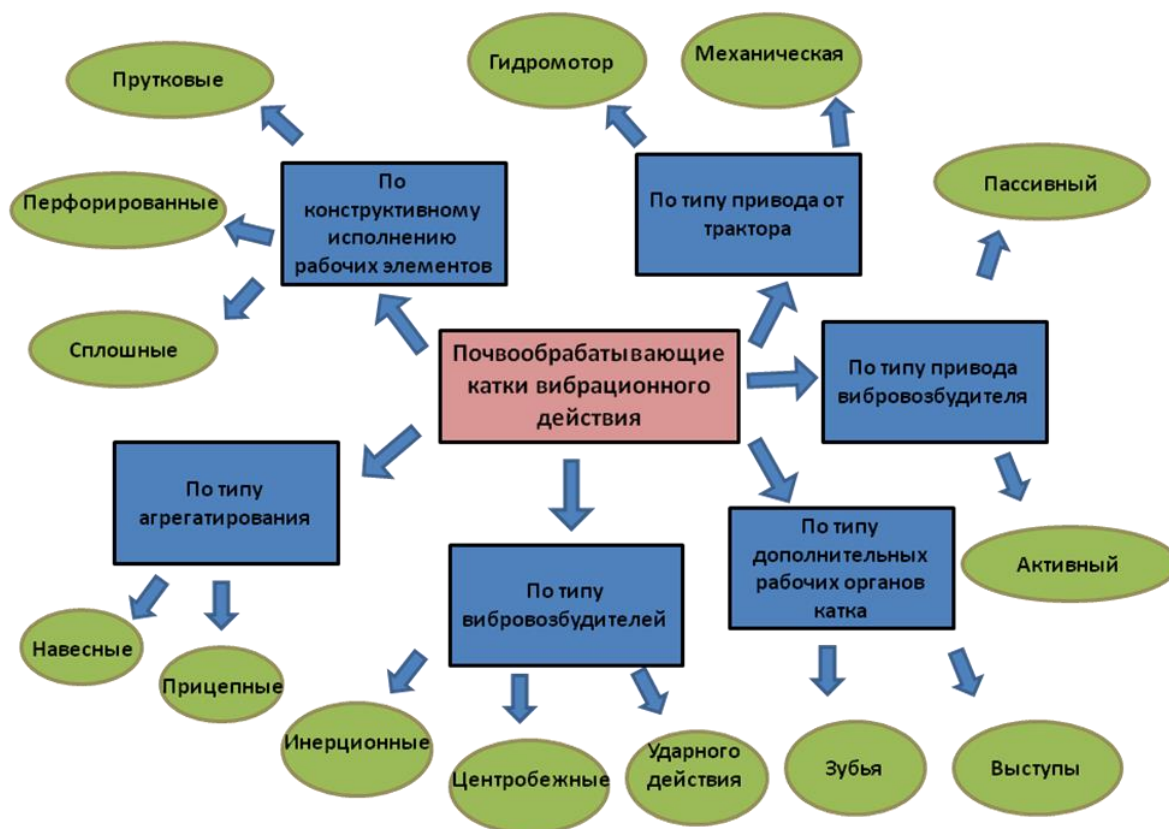 Прутковые
Гидромотор
Механическая
По
конструктивному
исполнению
рабочих элементов
По типу привода от
трактора
Пассивный
Перфорированные
Сплошные
Почвообрабатывающие
катки вибрационного
действия
По типу привода
вибровозбудителя
По типу
агрегатирования
По типу
вибровозбудителей
По типу
дополнительных
рабочих органов
катка
Активный
Навесные
Прицепные
Инерционные
Центробежные
Ударного
действия
Зубья
Выступы